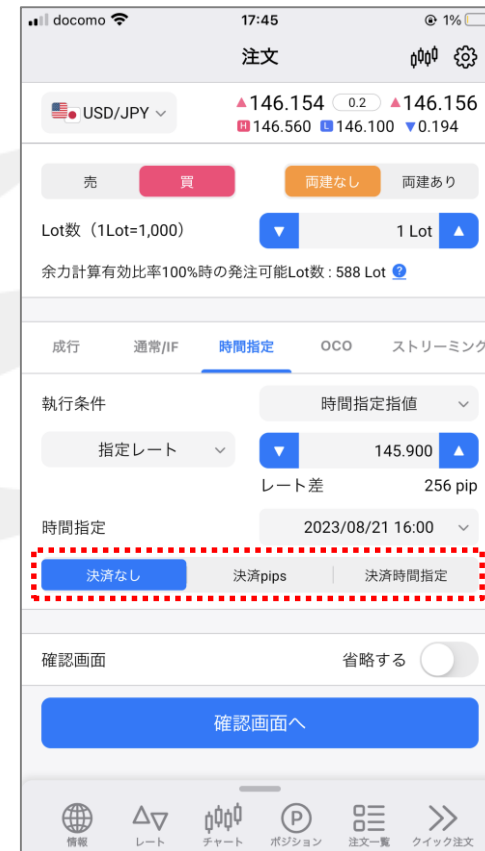 docomo 17:45 1%
注文
USD/JPY ▲146.154 0.2 ▲146.156
H 146.560 L 146.100 ▼0.194
売 買 両建なし 両建あり
Lot数（1Lot=1,000） ▼ 1 Lot ▲
余力計算有効比率100%時の発注可能Lot数 : 588 Lot ?
成行 通常/IF 時間指定 OCO ストリーミング
執行条件 時間指定指値
指定レート ▼ 145.900 ▲
レート差 256 pip
時間指定 2023/08/21 16:00
決済なし 決済pips 決済時間指定
確認画面 省略する
確認画面へ
情報 レート チャート P ポジション 注文一覧 クイック注文